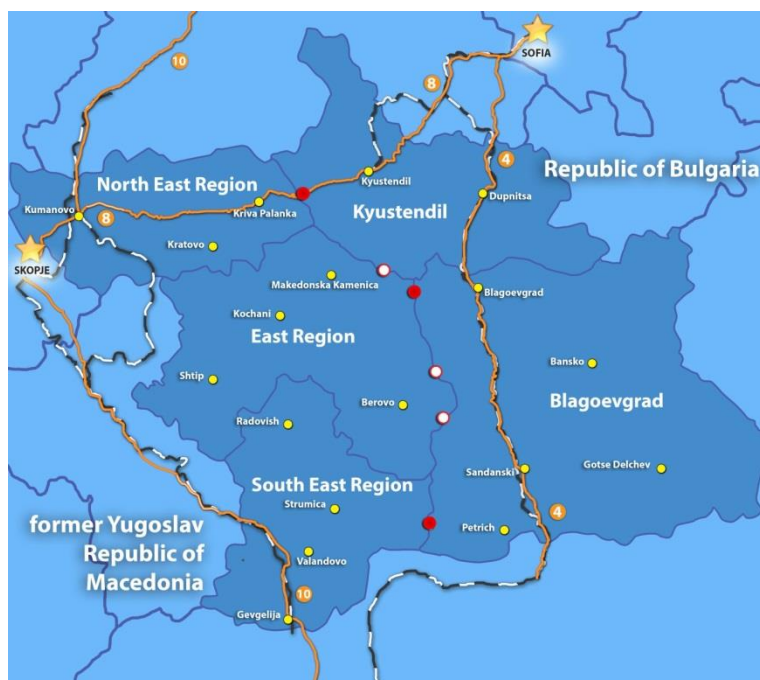 10
SOFIA
8
4
Republic of Bulgaria
Kyustendil
North East Region
Kyustendil
Dupnitsa
Kumanovo
8
Kriva Palanka
Kratovo
SKOPJE
Makedonska Kamenica
Blagoevgrad
Kochani
East Region
Bansko
Shtip
Berovo
Blagoevgrad
Radovish
Sandanski
Gotse Delchev
South East Region
Strumica
4
former Yugoslav
Republic of
Macedonia
Petrich
Valandovo
10
Gevgelija